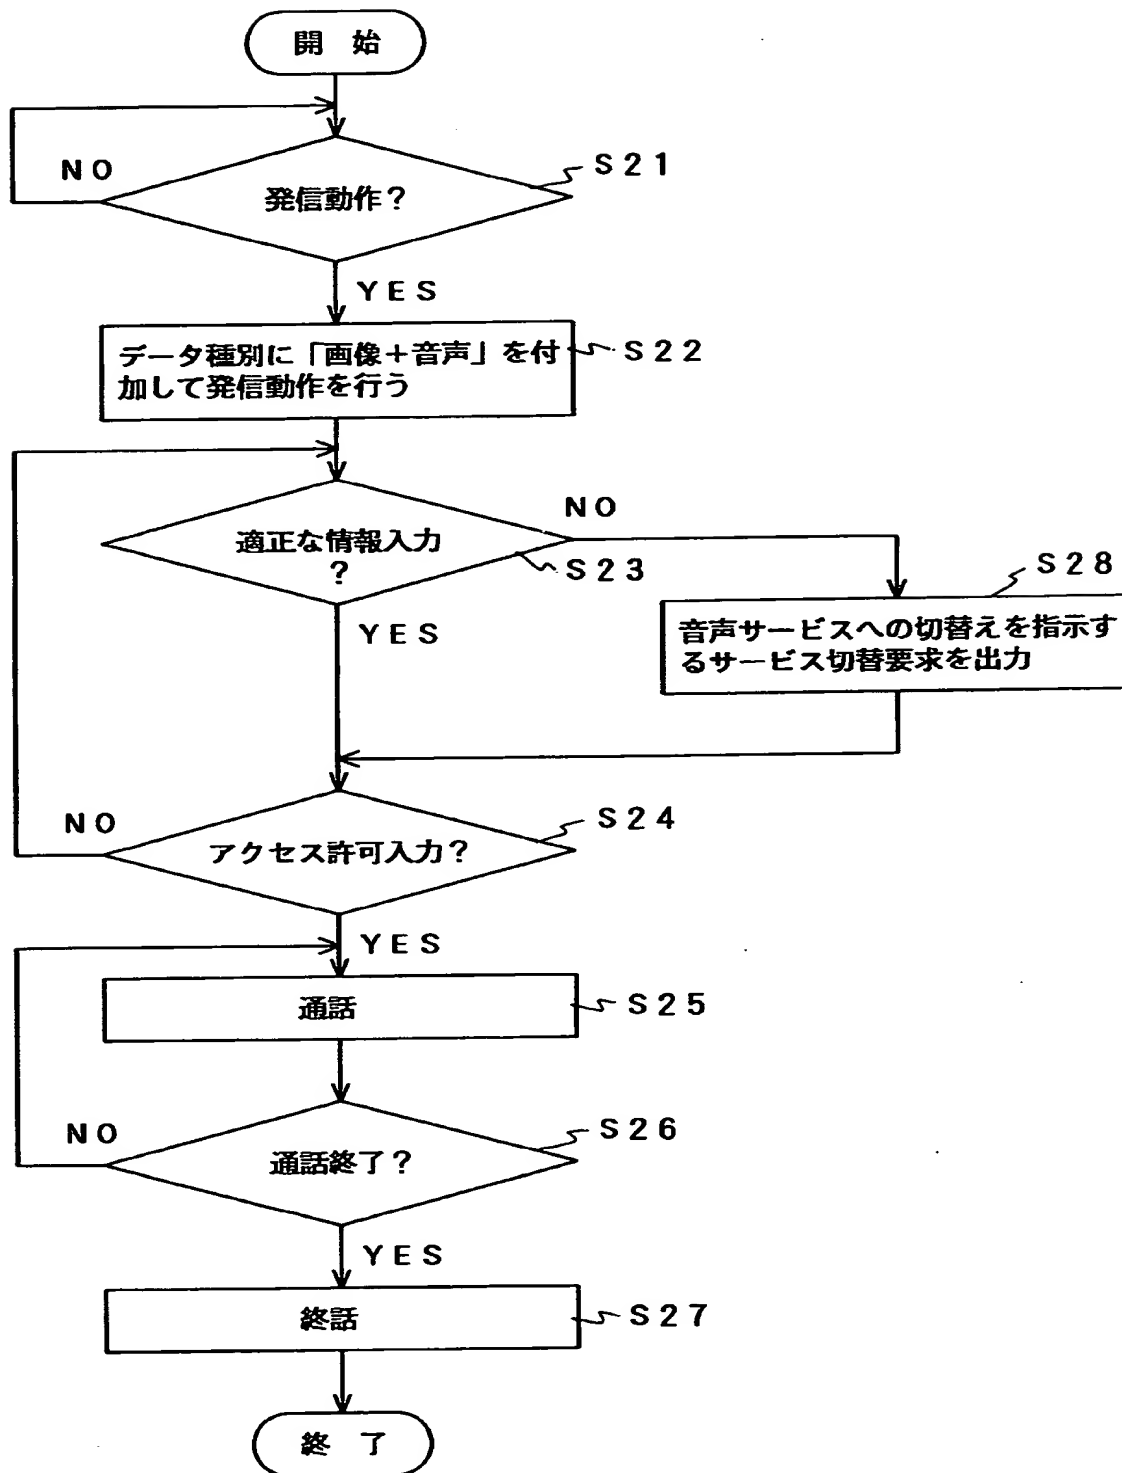 開 始
NO
発信動作？
S21
YES
データ種別に「画像＋音声」を付
加して発信動作を行う
S22
NO
適正な情報入力
？
S23
YES
S28
音声サービスへの切替えを指示す
るサービス切替要求を出力
NO
アクセス許可入力？
S24
YES
通話
S25
NO
通話終了？
S26
YES
終話
S27
終 了